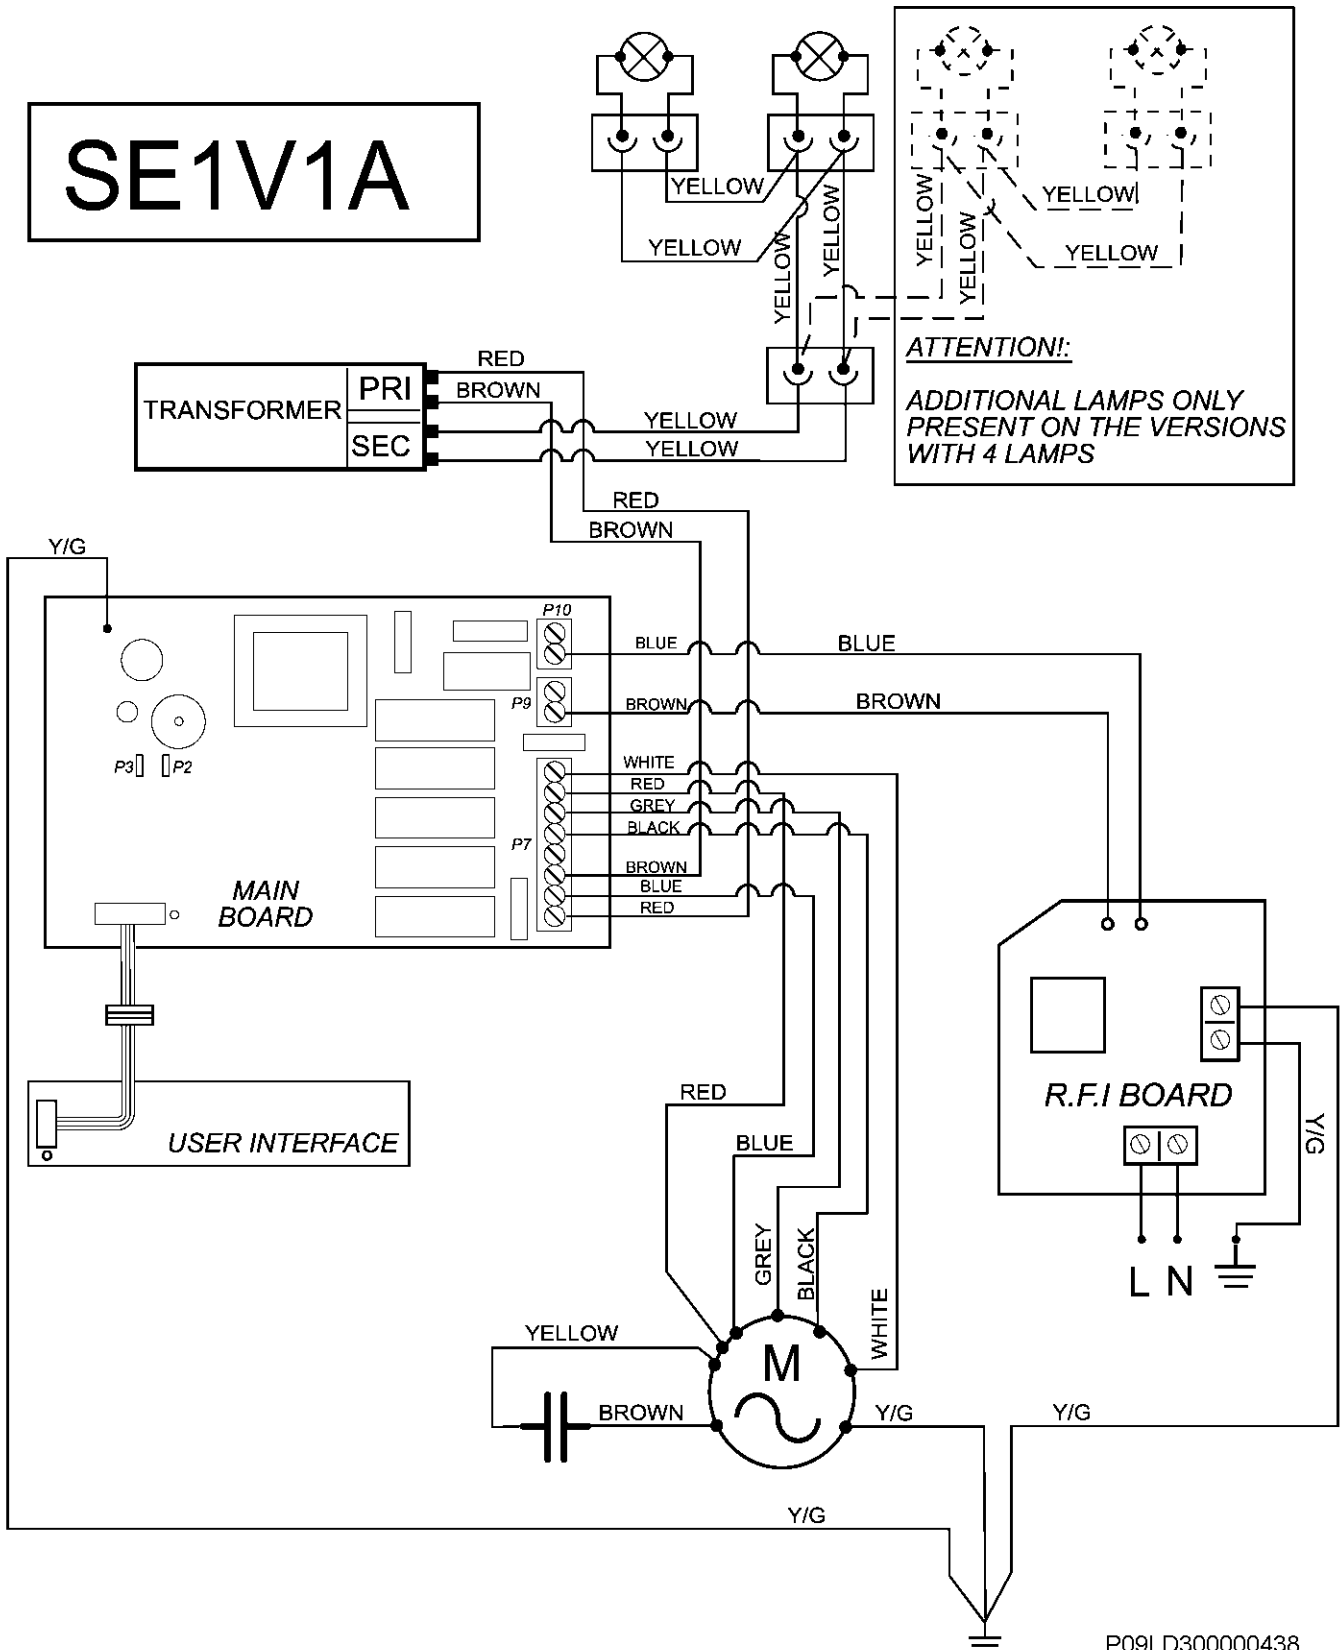 SE1V1A
YELLOW
YELLOW
YELLOW
YELLOW
YELLOW
YELLOW
YELLOW
YELLOW
ATTENTION!:
ADDITIONAL LAMPS ONLY
PRESENT ON THE VERSIONS
WITH 4 LAMPS
TRANSFORMER
PRI
SEC
RED
BROWN
YELLOW
YELLOW
RED
BROWN
Y/G
P10
BLUE
BLUE
P9
BROWN
BROWN
P3
P2
WHITE
RED
GREY
BLACK
P7
BROWN
BLUE
RED
MAIN
BOARD
USER INTERFACE
R.F.I BOARD
Y/G
L N
RED
BLUE
GREY
BLACK
WHITE
YELLOW
M
BROWN
Y/G
Y/G
Y/G
P09LD300000438